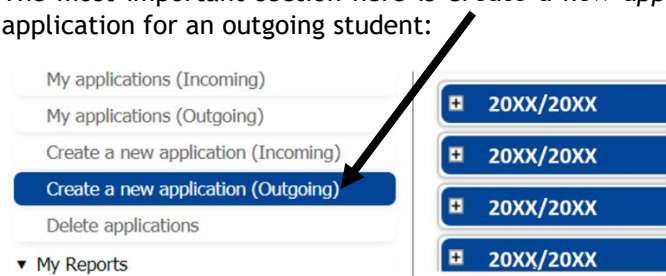 The most important section here is Create a new app
application for an outgoing student:
My applications (Incoming)
My applications (Outgoing)
Create a new application (Incoming)
Create a new application (Outgoing)
Delete applications
▼ My Reports
20XX/20XX
20XX/20XX
20XX/20XX
20XX/20XX